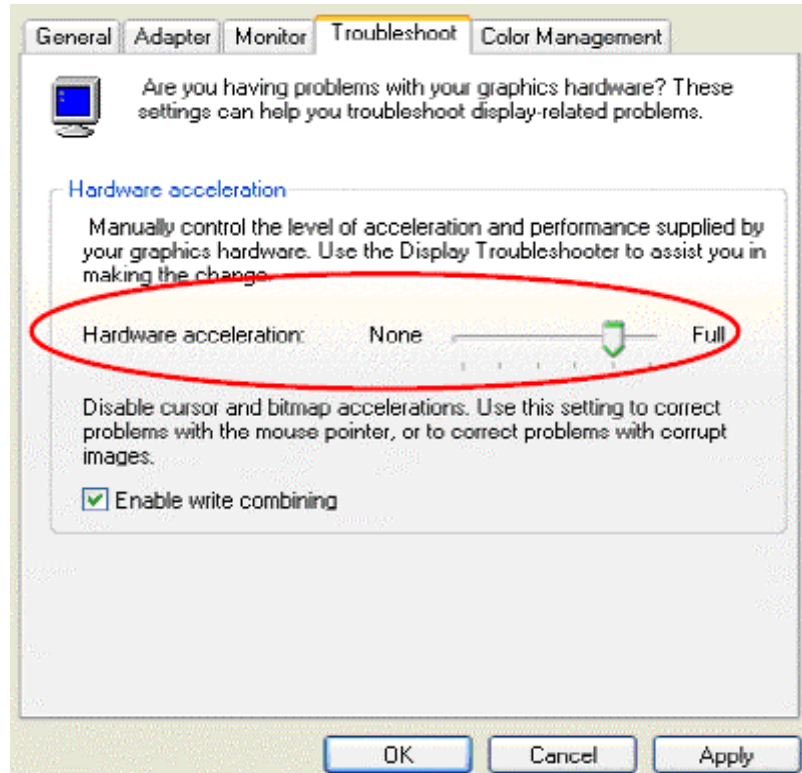 General Adapter Monitor Troubleshoot Color Management
Are you having problems with your graphics hardware? These
settings can help you troubleshoot display-related problems.
Hardware acceleration
Manually control the level of acceleration and performance supplied by
your graphics hardware. Use the Display Troubleshooter to assist you in
making the change.
Hardware acceleration: None Full
Disable cursor and bitmap accelerations. Use this setting to correct
problems with the mouse pointer, or to correct problems with corrupt
images.
Enable write combining
OK Cancel Apply